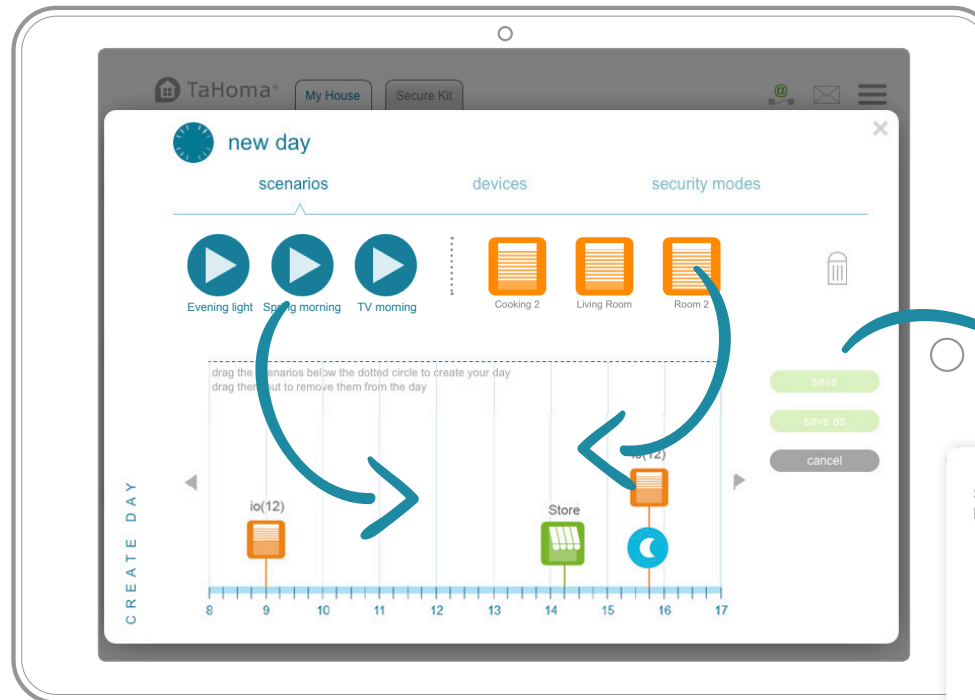 TaHoma®
My House
Secure Kit
@
new day
scenarios
devices
security modes
Evening light
Spring morning
TV morning
Cooking 2
Living Room
Room 2
drag the scenarios below the dotted circle to create your day
drag them out to remove them from the day
save
save as
cancel
io(12)
io(12)
Store
CREATE DAY
8 9 10 11 12 13 14 15 16 17